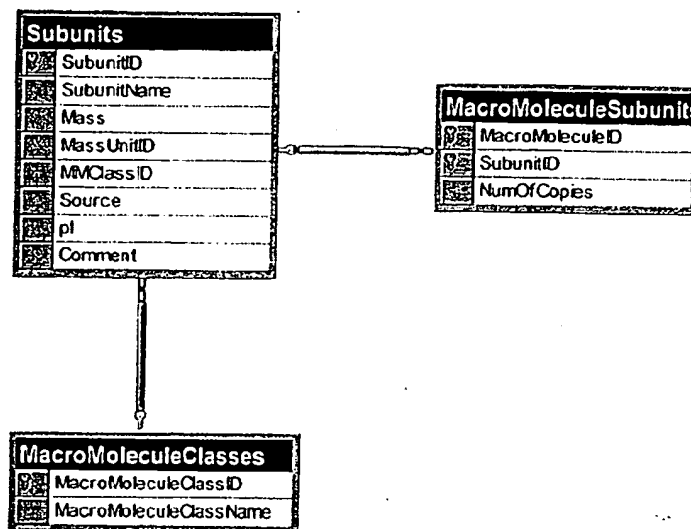 Subunits
SubunitID
SubunitName
Mass
MassUnitID
MMClassID
Source
pI
Comment
MacroMoleculeSubunits
MacroMoleculeID
SubunitID
NumOfCopies
MacroMoleculeClasses
MacroMoleculeClassID
MacroMoleculeClassName